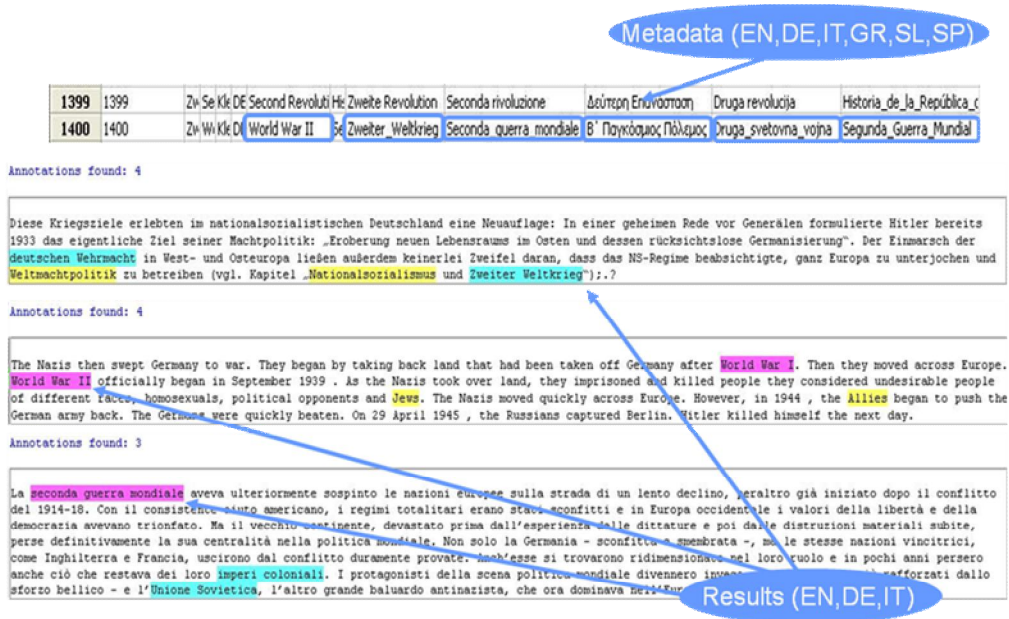 Metadata (EN,DE,IT,GR,SL,SP)
1399 1399 Zw Se Kle DE Second Revoluti His Zweite Revolution Seconda rivoluzione Δεύτερη Επανάσταση Druga revolucija Historia_de_la_República_c
1400 1400 Zw Wo Kle DE World War II Se Zweiter_Weltkrieg Seconda_guerra_mondiale Β΄ Παγκόσμιος Πόλεμος Druga_svetovna_vojna Segunda_Guerra_Mundial
Annotations found: 4
Diese Kriegsziele erlebten im nationalsozialistischen Deutschland eine Neuauflage: In einer geheimen Rede vor Generälen formulierte Hitler bereits
1933 das eigentliche Ziel seiner Machtpolitik: „Eroberung neuen Lebensraums im Osten und dessen rücksichtslose Germanisierung“. Der Einmarsch der
deutschen Wehrmacht in West- und Osteuropa ließen außerdem keinerlei Zweifel daran, dass das NS-Regime beabsichtigte, ganz Europa zu unterjochen und
Weltmachtpolitik zu betreiben (vgl. Kapitel „Nationalsozialismus und Zweiter Weltkrieg“);.?
Annotations found: 4
The Nazis then swept Germany to war. They began by taking back land that had been taken off Germany after World War I. Then they moved across Europe.
World War II officially began in September 1939 . As the Nazis took over land, they imprisoned and killed people they considered undesirable people
of different races, homosexuals, political opponents and Jews. The Nazis moved quickly across Europe. However, in 1944 , the Allies began to push the
German army back. The Germans were quickly beaten. On 29 April 1945 , the Russians captured Berlin. Hitler killed himself the next day.
Annotations found: 3
La seconda guerra mondiale aveva ulteriormente sospinto le nazioni europee sulla strada di un lento declino, peraltro già iniziato dopo il conflitto
del 1914-18. Con il consistente aiuto americano, i regimi totalitari erano stati sconfitti e in Europa occidentale i valori della libertà e della
democrazia avevano trionfato. Ma il vecchio continente, devastato prima dall'esperienza delle dittature e poi dalle distruzioni materiali subite,
perse definitivamente la sua centralità nella politica mondiale. Non solo la Germania - sconfitta e smembrata -, ma le stesse nazioni vincitrici,
come Inghilterra e Francia, uscirono dal conflitto duramente provate. Anch'esse si trovarono ridimensionate nel loro ruolo e in pochi anni persero
anche ciò che restava dei loro imperi coloniali. I protagonisti della scena politica mondiale divennero rafforzati dallo
sforzo bellico - e l'Unione Sovietica, l'altro grande baluardo antinazista, che ora dominava
Results (EN,DE,IT)